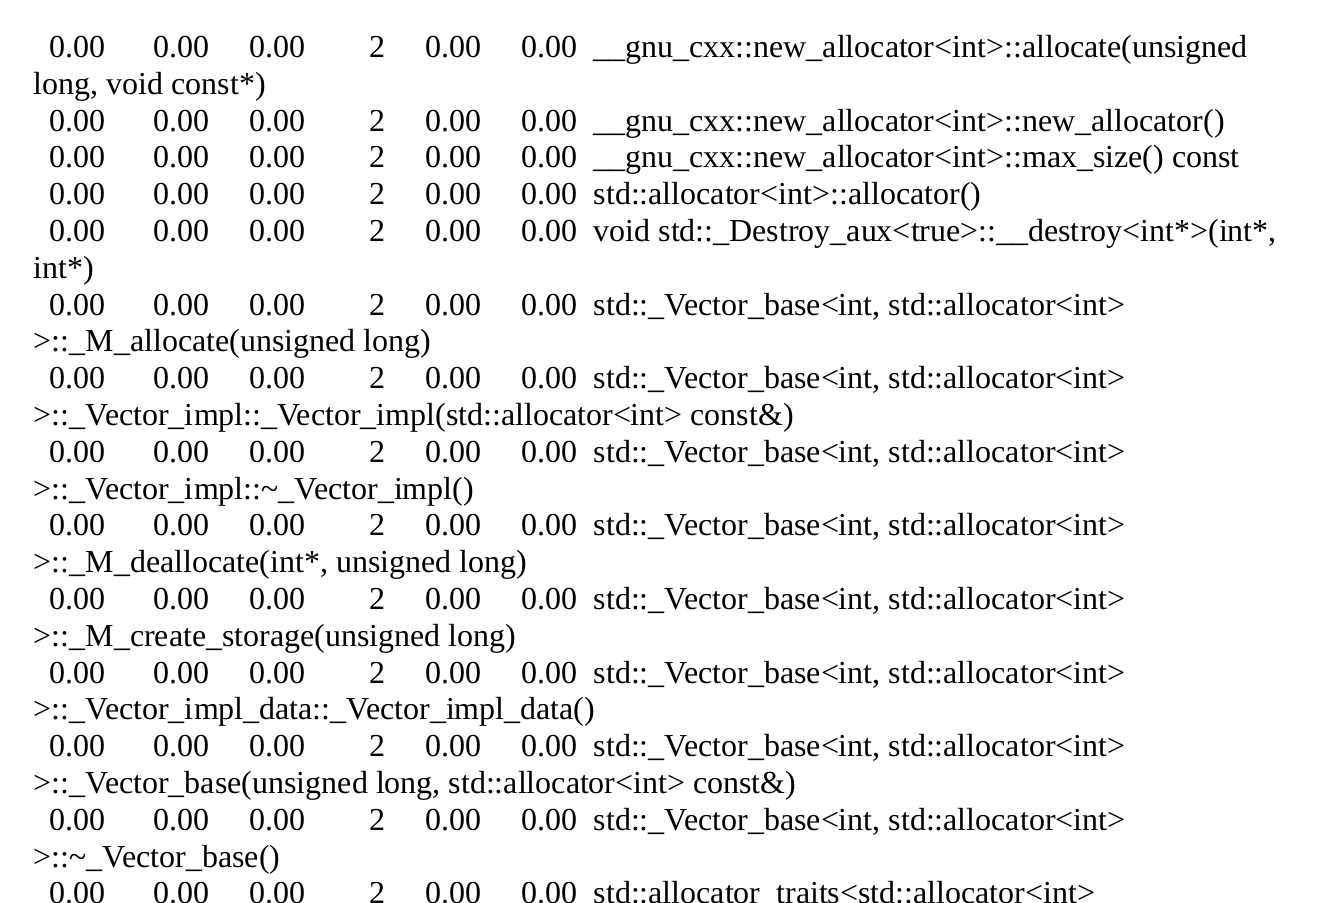 0.00 0.00 0.00 2 0.00 0.00 __gnu_cxx::new_allocator<int>::allocate(unsigned
long, void const*)
0.00 0.00 0.00 2 0.00 0.00 __gnu_cxx::new_allocator<int>::new_allocator()
0.00 0.00 0.00 2 0.00 0.00 __gnu_cxx::new_allocator<int>::max_size() const
0.00 0.00 0.00 2 0.00 0.00 std::allocator<int>::allocator()
0.00 0.00 0.00 2 0.00 0.00 void std::_Destroy_aux<true>::__destroy<int*>(int*,
int*)
0.00 0.00 0.00 2 0.00 0.00 std::_Vector_base<int, std::allocator<int>
>::_M_allocate(unsigned long)
0.00 0.00 0.00 2 0.00 0.00 std::_Vector_base<int, std::allocator<int>
>::_Vector_impl::_Vector_impl(std::allocator<int> const&)
0.00 0.00 0.00 2 0.00 0.00 std::_Vector_base<int, std::allocator<int>
>::_Vector_impl::~_Vector_impl()
0.00 0.00 0.00 2 0.00 0.00 std::_Vector_base<int, std::allocator<int>
>::_M_deallocate(int*, unsigned long)
0.00 0.00 0.00 2 0.00 0.00 std::_Vector_base<int, std::allocator<int>
>::_M_create_storage(unsigned long)
0.00 0.00 0.00 2 0.00 0.00 std::_Vector_base<int, std::allocator<int>
>::_Vector_impl_data::_Vector_impl_data()
0.00 0.00 0.00 2 0.00 0.00 std::_Vector_base<int, std::allocator<int>
>::_Vector_base(unsigned long, std::allocator<int> const&)
0.00 0.00 0.00 2 0.00 0.00 std::_Vector_base<int, std::allocator<int>
>::~_Vector_base()
0.00 0.00 0.00 2 0.00 0.00 std::allocator_traits<std::allocator<int>